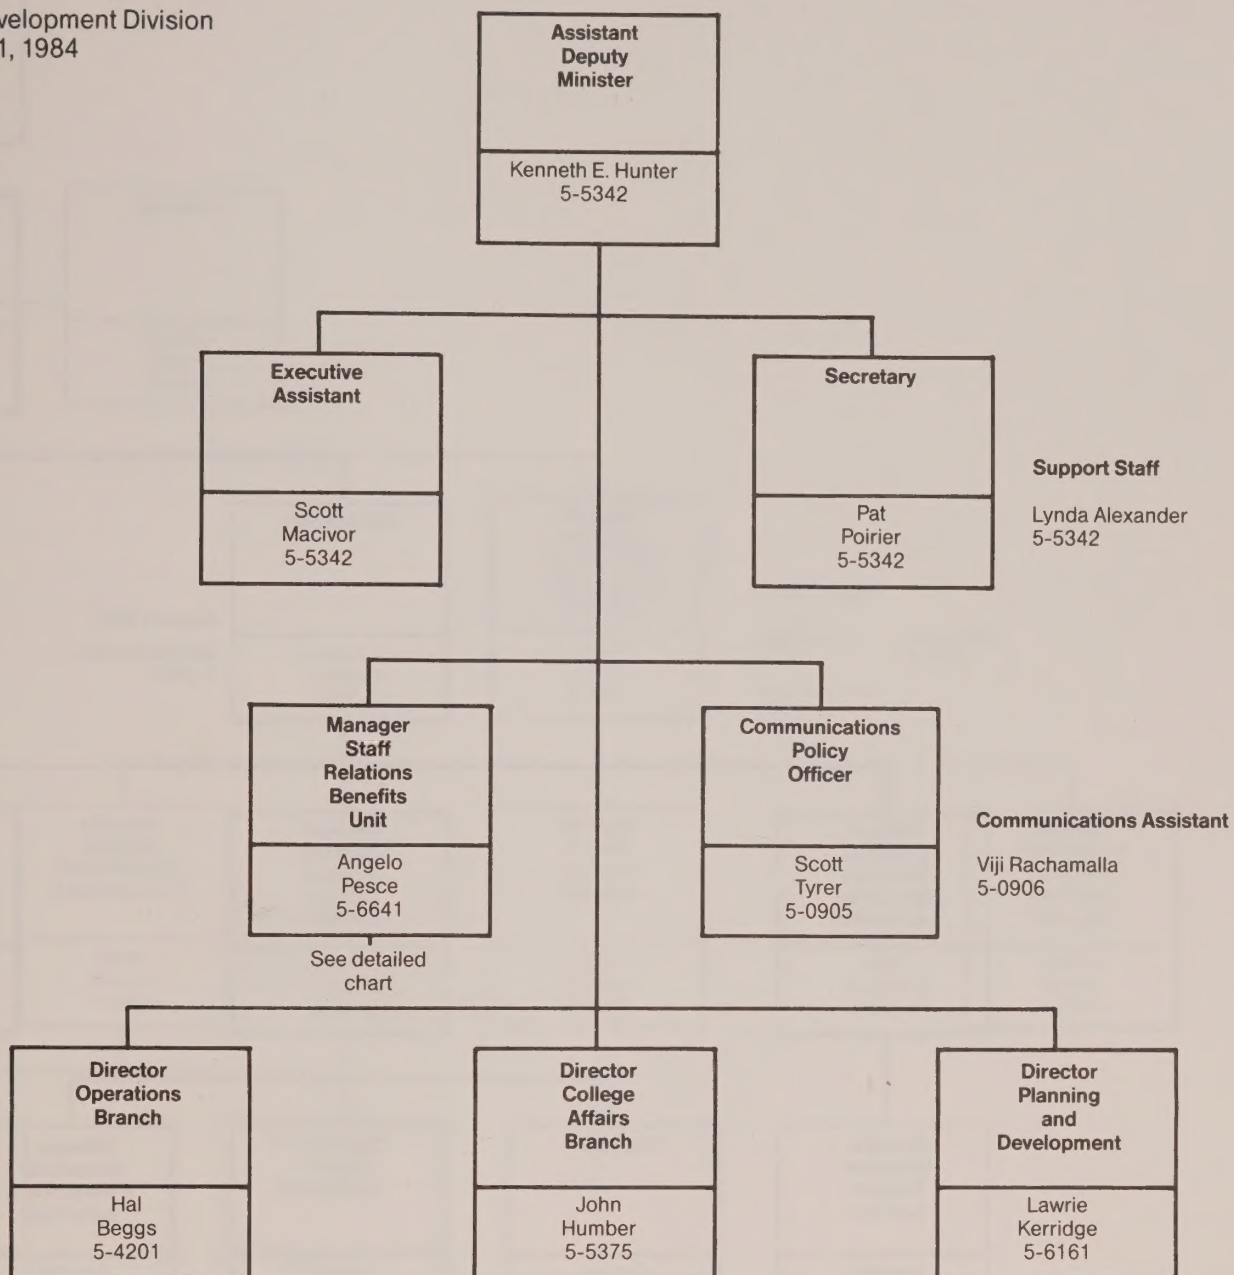 velopment Division
1, 1984
Assistant
Deputy
Minister
Kenneth E. Hunter
5-5342
Executive
Assistant
Scott
Macivor
5-5342
Secretary
Pat
Poirier
5-5342
Support Staff
Lynda Alexander
5-5342
Manager
Staff
Relations
Benefits
Unit
Angelo
Pesce
5-6641
See detailed
chart
Communications
Policy
Officer
Scott
Tyrer
5-0905
Communications Assistant
Viji Rachamalla
5-0906
Director
Operations
Branch
Hal
Beggs
5-4201
Director
College
Affairs
Branch
John
Humber
5-5375
Director
Planning
and
Development
Lawrie
Kerridge
5-6161